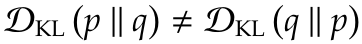 𝒟_KL (p ∥ q) ≠ 𝒟_KL (q ∥ p)